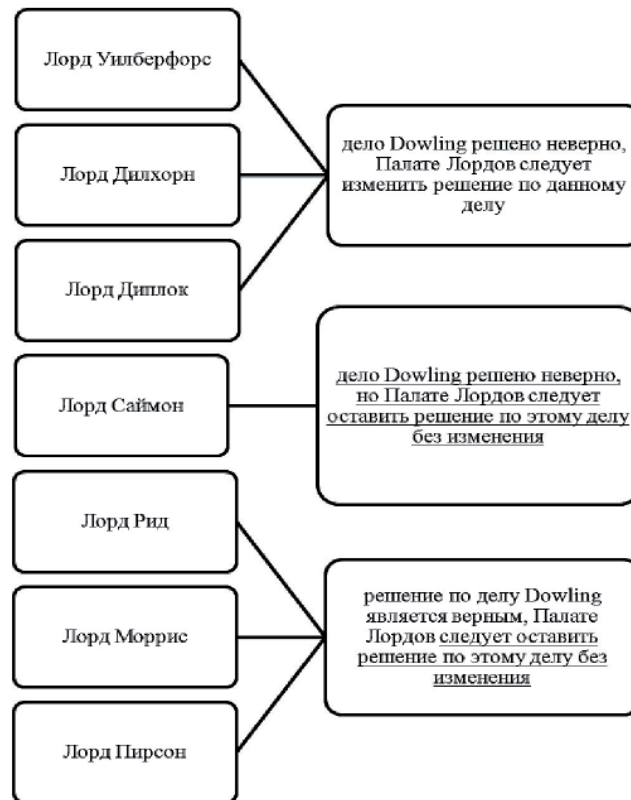 Лорд Уилберфорс
Лорд Дилхорн
Лорд Диплок
дело Dowling решено неверно,
Палате Лордов следует
изменить решение по данному
делу
Лорд Саймон
дело Dowling решено неверно,
но Палате Лордов следует
оставить решение по этому делу
без изменения
Лорд Рид
Лорд Моррис
Лорд Пирсон
решение по делу Dowling
является верным, Палате
Лордов следует оставить
решение по этому делу без
изменения